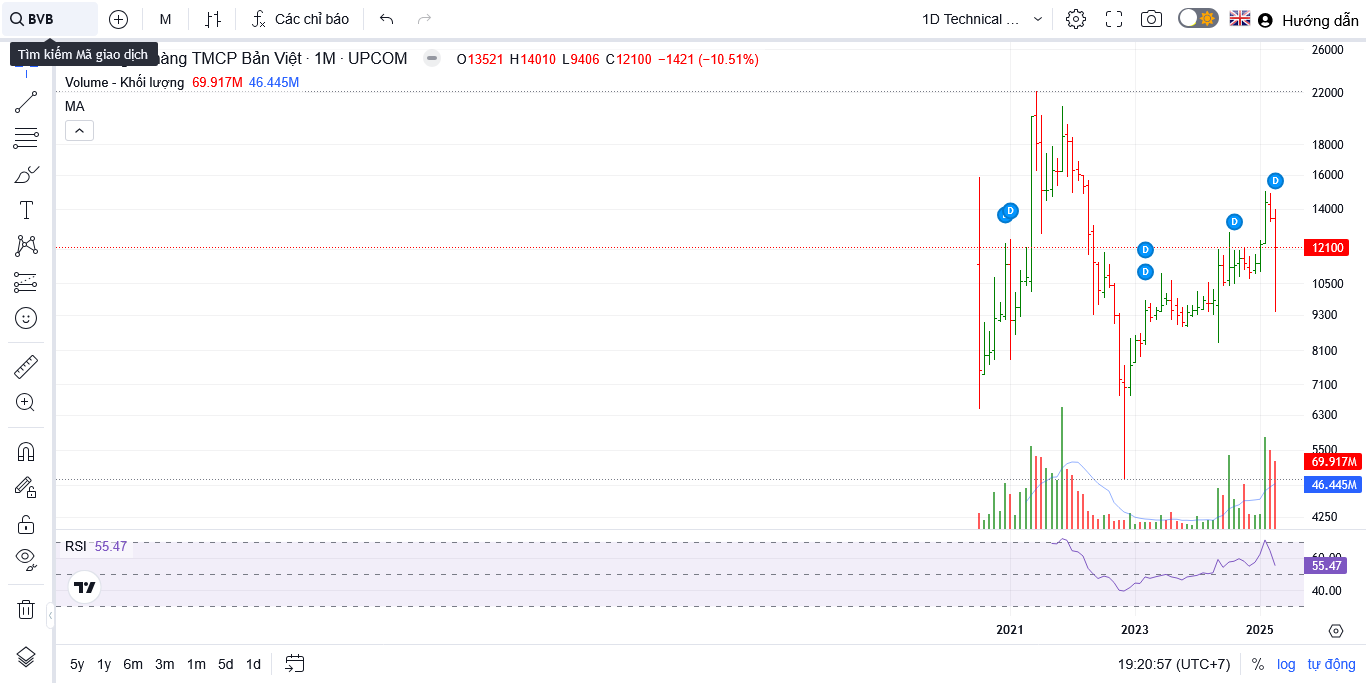 BVB
M
Các chỉ báo
1D Technical ...
Hướng dẫn
Tìm kiếm Mã giao dịch
hàng TMCP Bản Việt · 1M · UPCOM
O13521 H14010 L9406 C12100 −1421 (−10.51%)
Volume - Khối lượng 69.917M 46.445M
MA
26000
22000
18000
16000
14000
12100
10500
9300
8100
7100
6300
5500
69.917M
46.445M
4250
D
D
D
D
D
RSI 55.47
60.00
55.47
40.00
2021 2023 2025
5y 1y 6m 3m 1m 5d 1d
19:20:57 (UTC+7) % log tự động